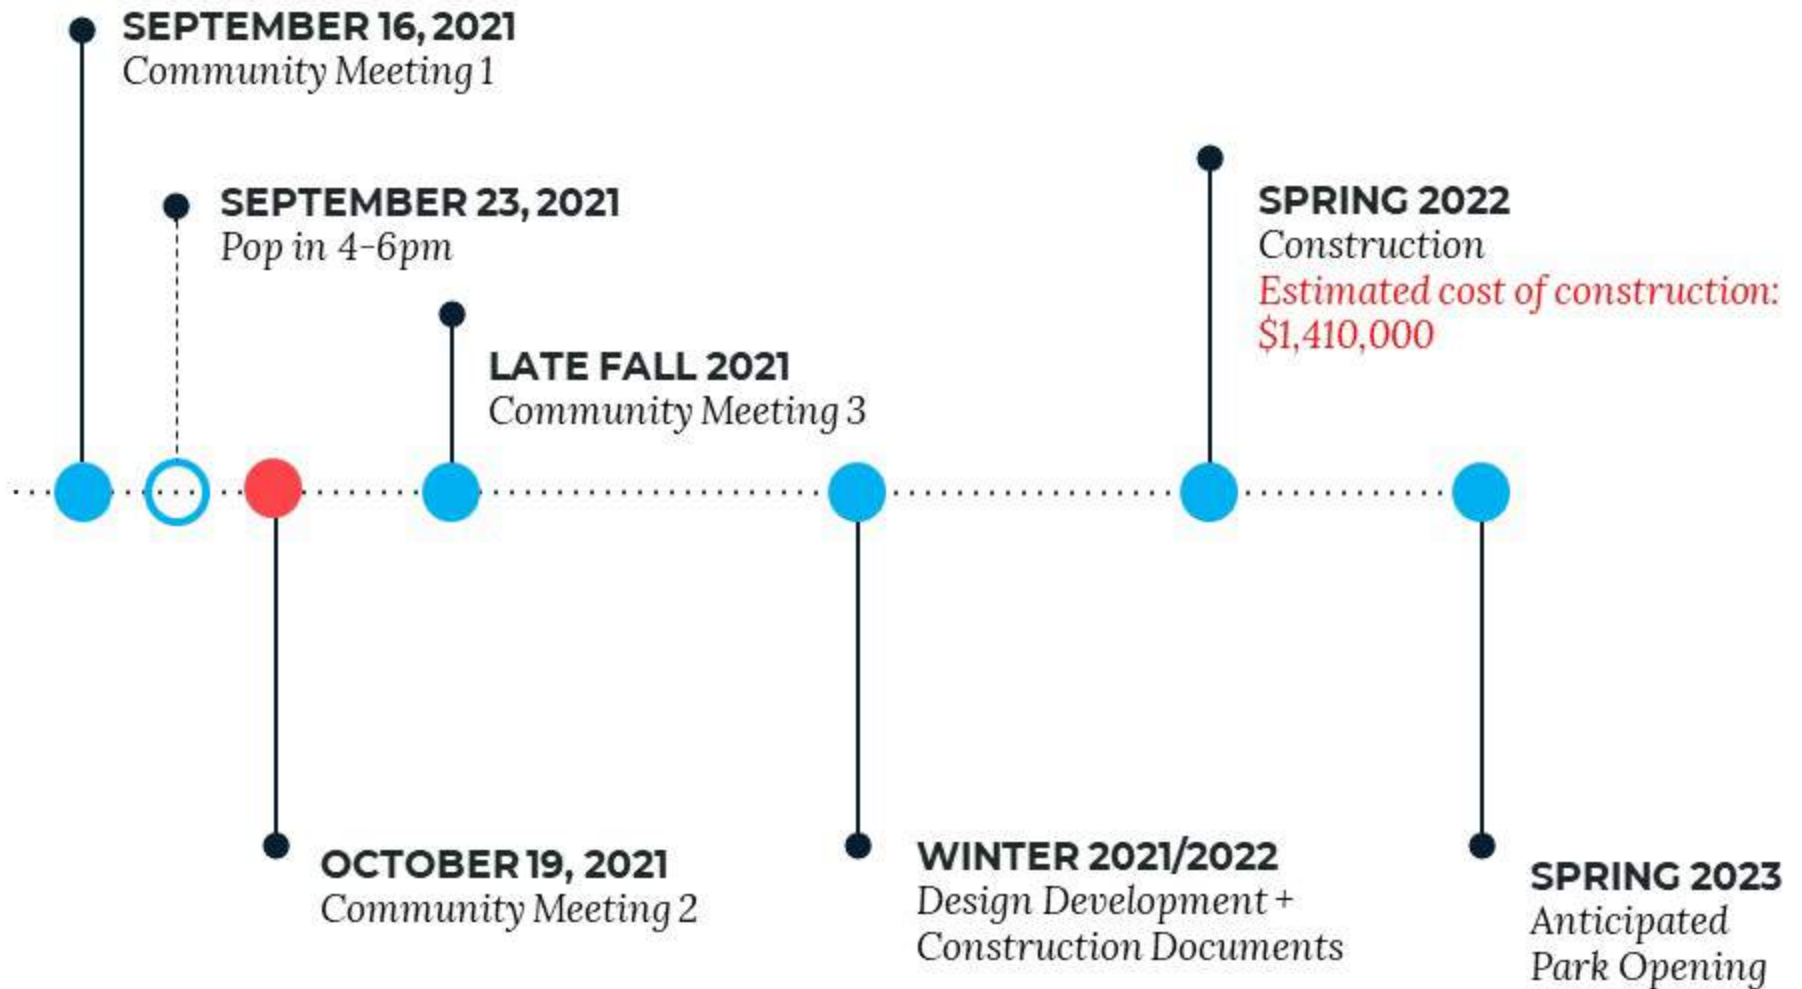 SEPTEMBER 16, 2021
Community Meeting 1
SEPTEMBER 23, 2021
Pop in 4-6pm
OCTOBER 19, 2021
Community Meeting 2
LATE FALL 2021
Community Meeting 3
WINTER 2021/2022
Design Development +
Construction Documents
SPRING 2022
Construction
Estimated cost of construction:
$1,410,000
SPRING 2023
Anticipated
Park Opening